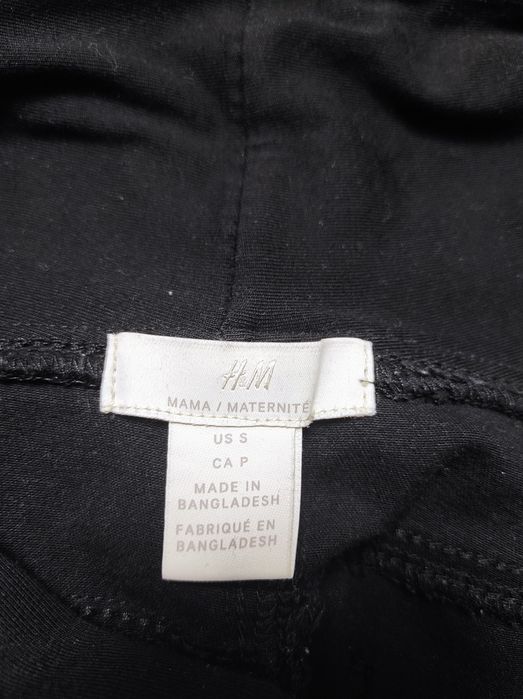 H&M
MAMA / MATERNITÉ
US S
CA P
MADE IN
BANGLADESH
FABRIQUÉ EN
BANGLADESH